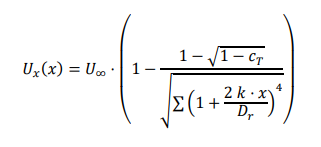 U_x(x) = U_∞ · (1 − (1 − √(1 − c_T)) / √(Σ(1 + (2 k · x) / D_r)^4))